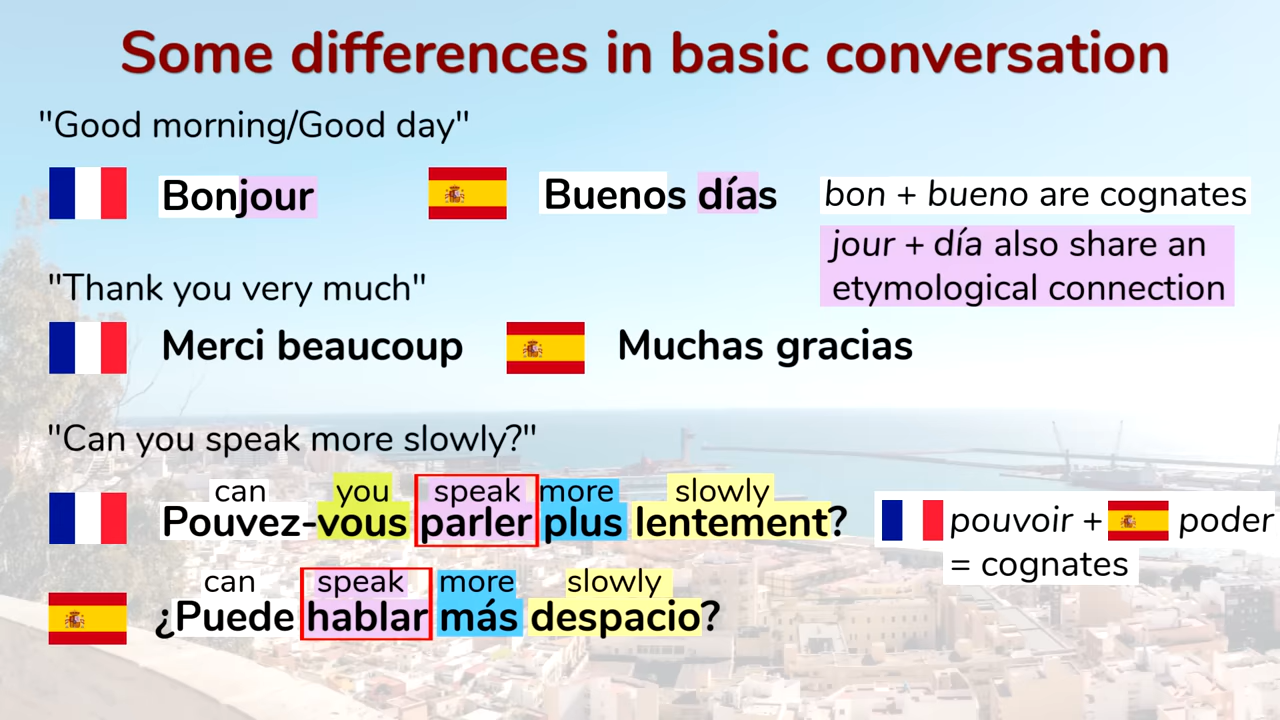 Some differences in basic conversation
"Good morning/Good day"
Bonjour
Buenos días
bon + bueno are cognates
jour + día also share an
etymological connection
"Thank you very much"
Merci beaucoup
Muchas gracias
"Can you speak more slowly?"
can you speak more slowly
Pouvez-vous parler plus lentement?
pouvoir + poder
= cognates
can speak more slowly
¿Puede hablar más despacio?